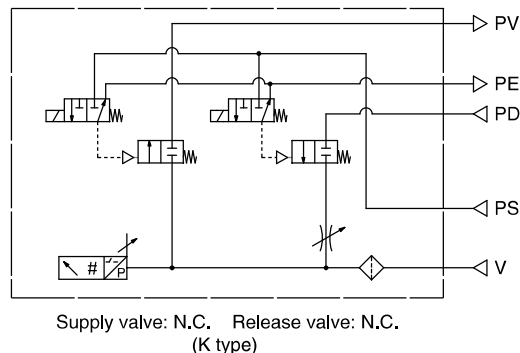 PV
PE
PD
PS
# P V
Supply valve: N.C. Release valve: N.C.
(K type)